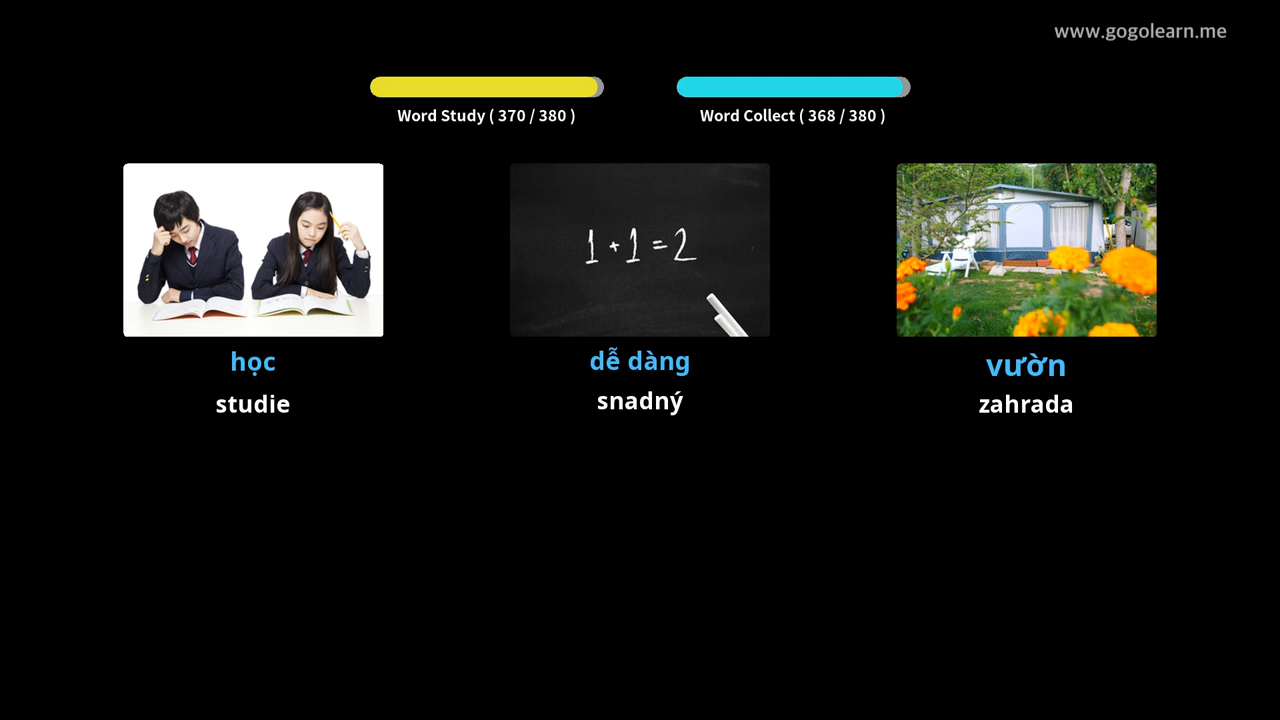 www.gogolearn.me
Word Study ( 370 / 380 )
Word Collect ( 368 / 380 )
1 + 1 = 2
học
dễ dàng
vườn
studie
snadný
zahrada